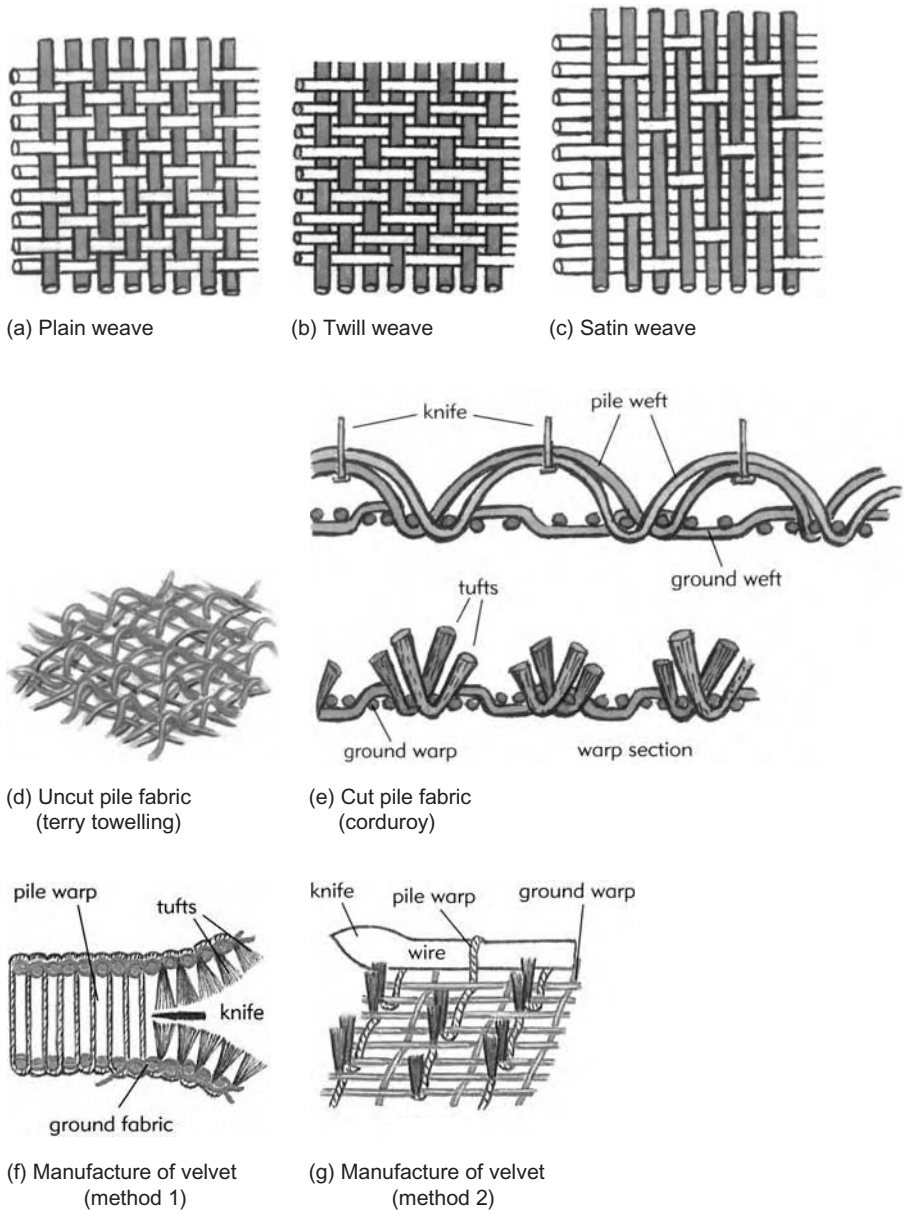 (a) Plain weave
(b) Twill weave
(c) Satin weave
knife
pile weft
ground weft
tufts
ground warp
warp section
(d) Uncut pile fabric
(terry towelling)
(e) Cut pile fabric
(corduroy)
pile warp
tufts
knife
ground fabric
knife
pile warp
ground warp
wire
(f) Manufacture of velvet
(method 1)
(g) Manufacture of velvet
(method 2)